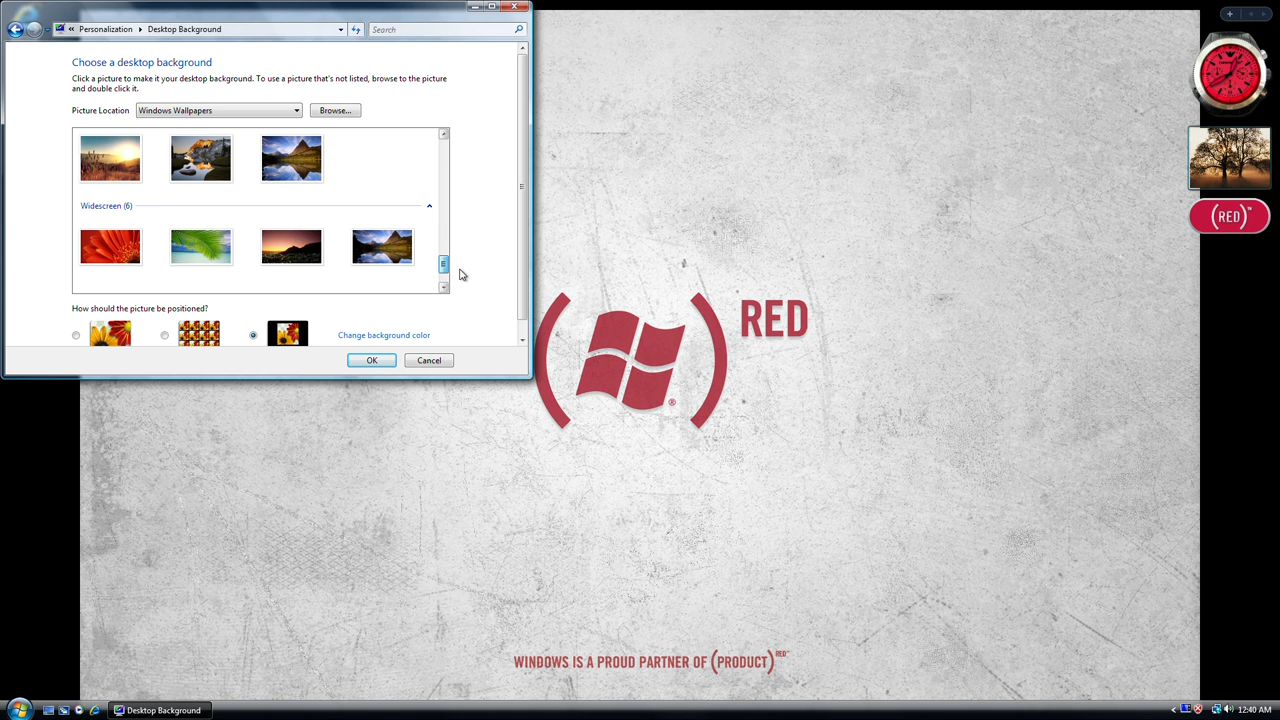 « Personalization ▸ Desktop Background
Search
Choose a desktop background
Click a picture to make it your desktop background. To use a picture that's not listed, browse to the picture
and double click it.
Picture Location
Windows Wallpapers
Browse...
Widescreen (6)
How should the picture be positioned?
Change background color
OK
Cancel
(RED)™
RED
®
WINDOWS IS A PROUD PARTNER OF (PRODUCT)RED™
Desktop Background
12:40 AM